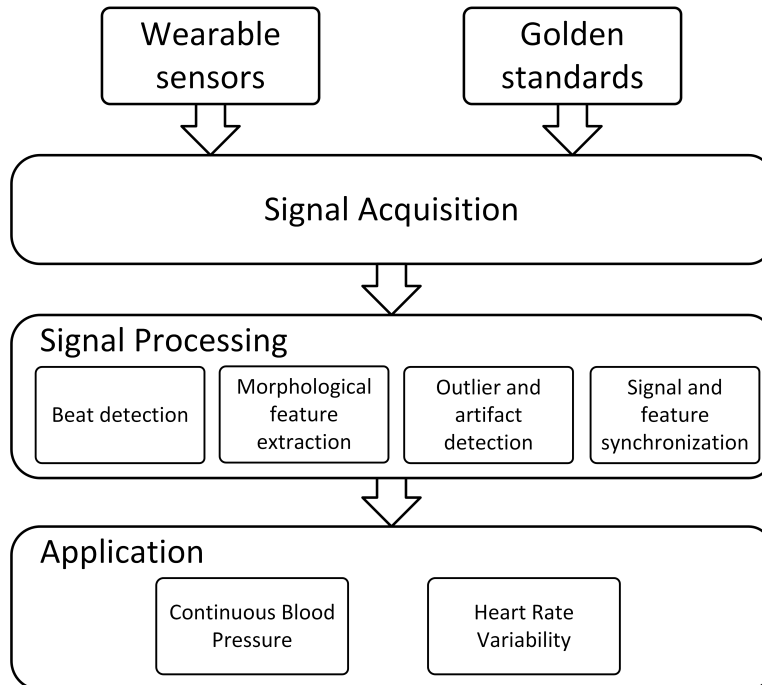 Wearable
sensors
Golden
standards
Signal Acquisition
Signal Processing
Beat detection
Morphological
feature
extraction
Outlier and
artifact
detection
Signal and
feature
synchronization
Application
Continuous Blood
Pressure
Heart Rate
Variability